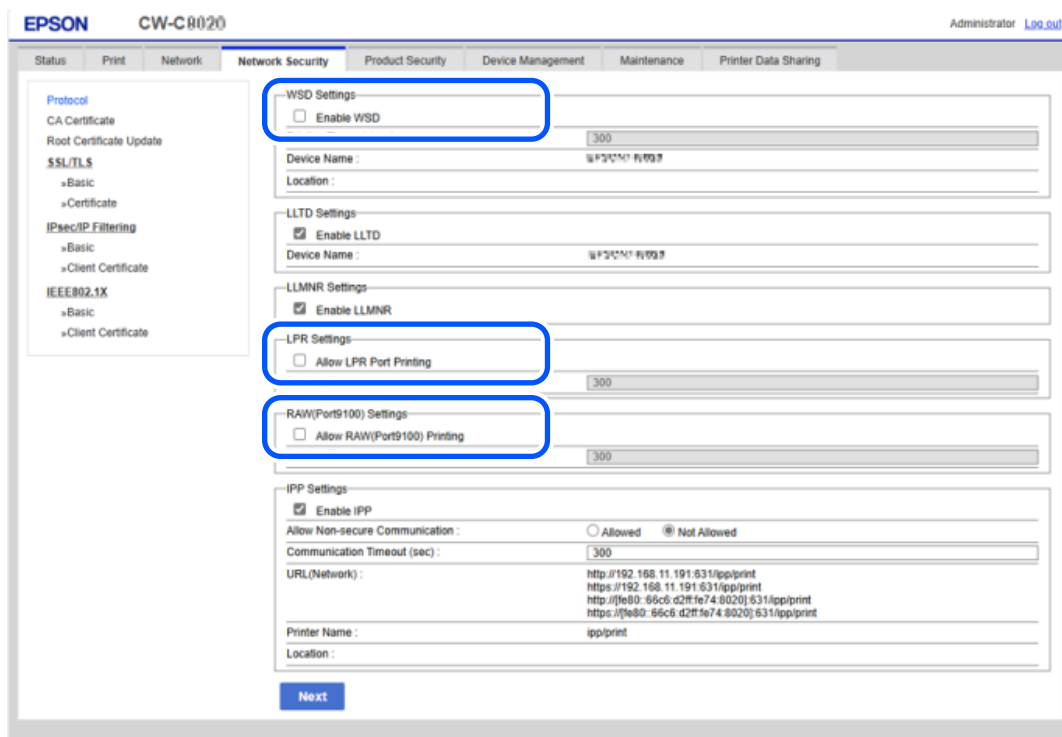 EPSON CW-C8020 Administrator Log out
Status Print Network Network Security Product Security Device Management Maintenance Printer Data Sharing
Protocol
CA Certificate
Root Certificate Update
SSL/TLS
»Basic
»Certificate
IPsec/IP Filtering
»Basic
»Client Certificate
IEEE802.1X
»Basic
»Client Certificate
WSD Settings
Enable WSD
300
Device Name :
Location :
LLTD Settings
Enable LLTD
Device Name :
LLMNR Settings
Enable LLMNR
LPR Settings
Allow LPR Port Printing
300
RAW(Port9100) Settings
Allow RAW(Port9100) Printing
300
IPP Settings
Enable IPP
Allow Non-secure Communication : Allowed Not Allowed
Communication Timeout (sec) : 300
URL(Network) : http://192.168.11.191:631/ipp/print
https://192.168.11.191:631/ipp/print
http://[fe80::66c6:d2ff:fe74:8020]:631/ipp/print
https://[fe80::66c6:d2ff:fe74:8020]:631/ipp/print
Printer Name : ipp/print
Location :
Next